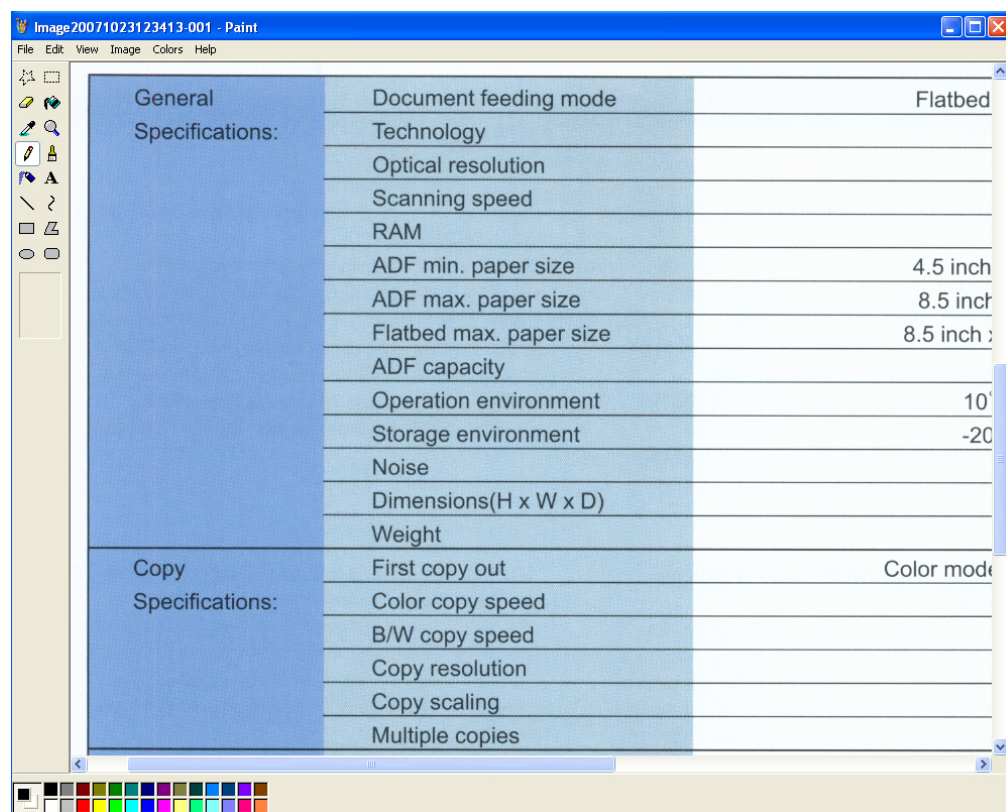 Image20071023123413-001 - Paint
File Edit View Image Colors Help
General Document feeding mode Flatbed
Specifications: Technology
Optical resolution
Scanning speed
RAM
ADF min. paper size 4.5 inch
ADF max. paper size 8.5 inch
Flatbed max. paper size 8.5 inch x
ADF capacity
Operation environment 10°
Storage environment -20
Noise
Dimensions(H x W x D)
Weight
Copy First copy out Color mode
Specifications: Color copy speed
B/W copy speed
Copy resolution
Copy scaling
Multiple copies